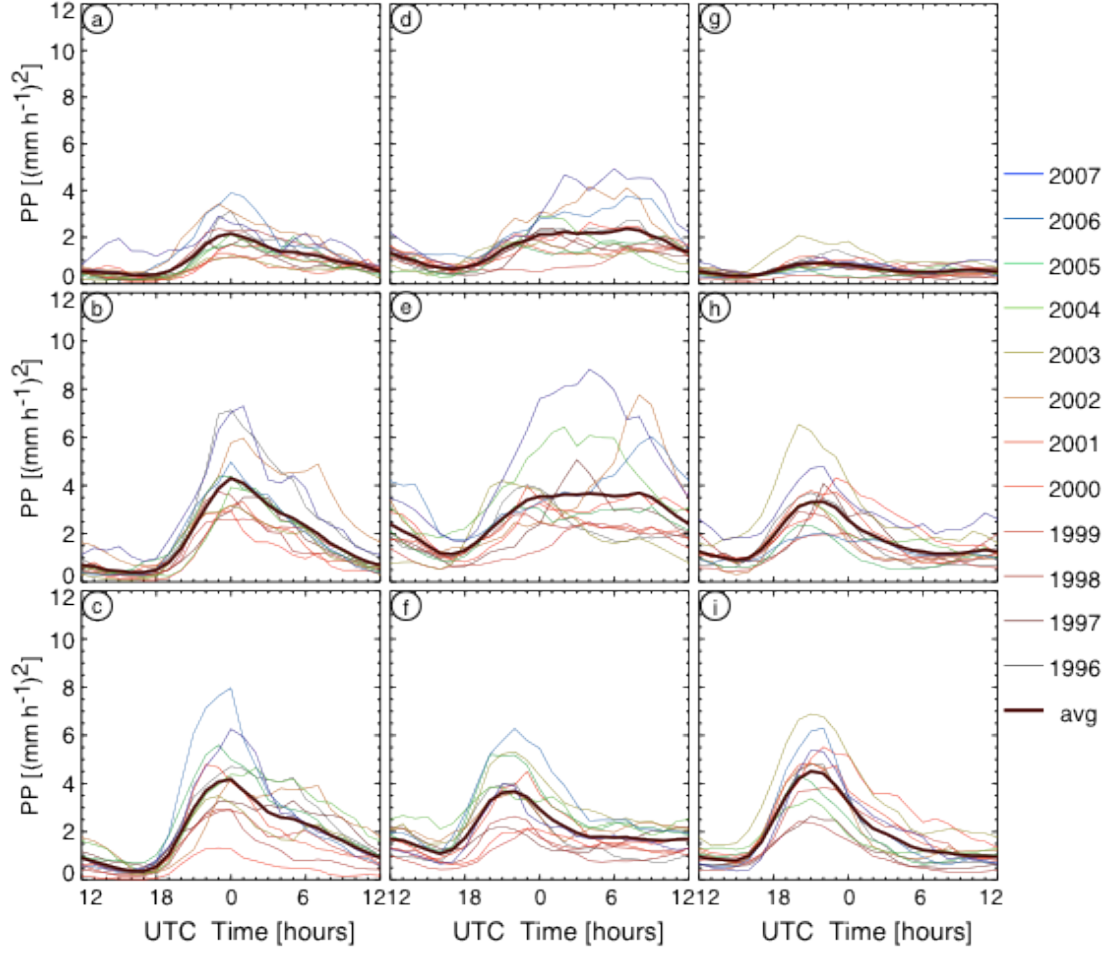 a
d
g
12
10
8
6
4
2
0
PP [(mm h-1)2]
2007
2006
2005
b
e
h
12
10
8
6
4
2
0
PP [(mm h-1)2]
2004
2003
2002
2001
2000
1999
1998
c
f
i
12
10
8
6
4
2
0
PP [(mm h-1)2]
1997
1996
avg
12 18 0 6 12 18 0 6 12 18 0 6 12
UTC Time [hours] UTC Time [hours] UTC Time [hours]